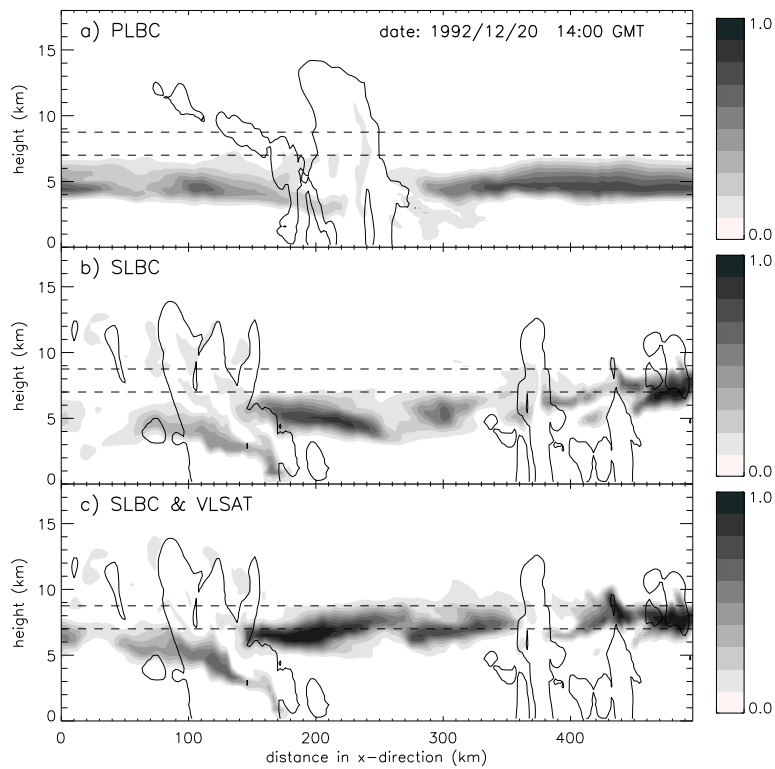 a) PLBC
date: 1992/12/20 14:00 GMT
15
10
5
0
height (km)
1.0
0.0
b) SLBC
15
10
5
0
height (km)
1.0
0.0
c) SLBC & VLSAT
15
10
5
0
height (km)
1.0
0.0
0 100 200 300 400
distance in x-direction (km)